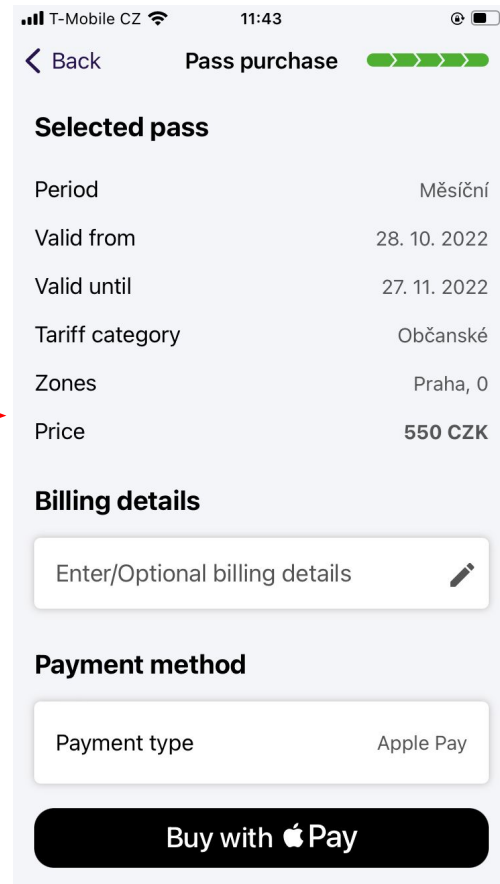 T-Mobile CZ 11:43
Back Pass purchase
Selected pass
Period Měsíční
Valid from 28. 10. 2022
Valid until 27. 11. 2022
Tariff category Občanské
Zones Praha, 0
Price 550 CZK
Billing details
Enter/Optional billing details
Payment method
Payment type Apple Pay
Buy with Pay